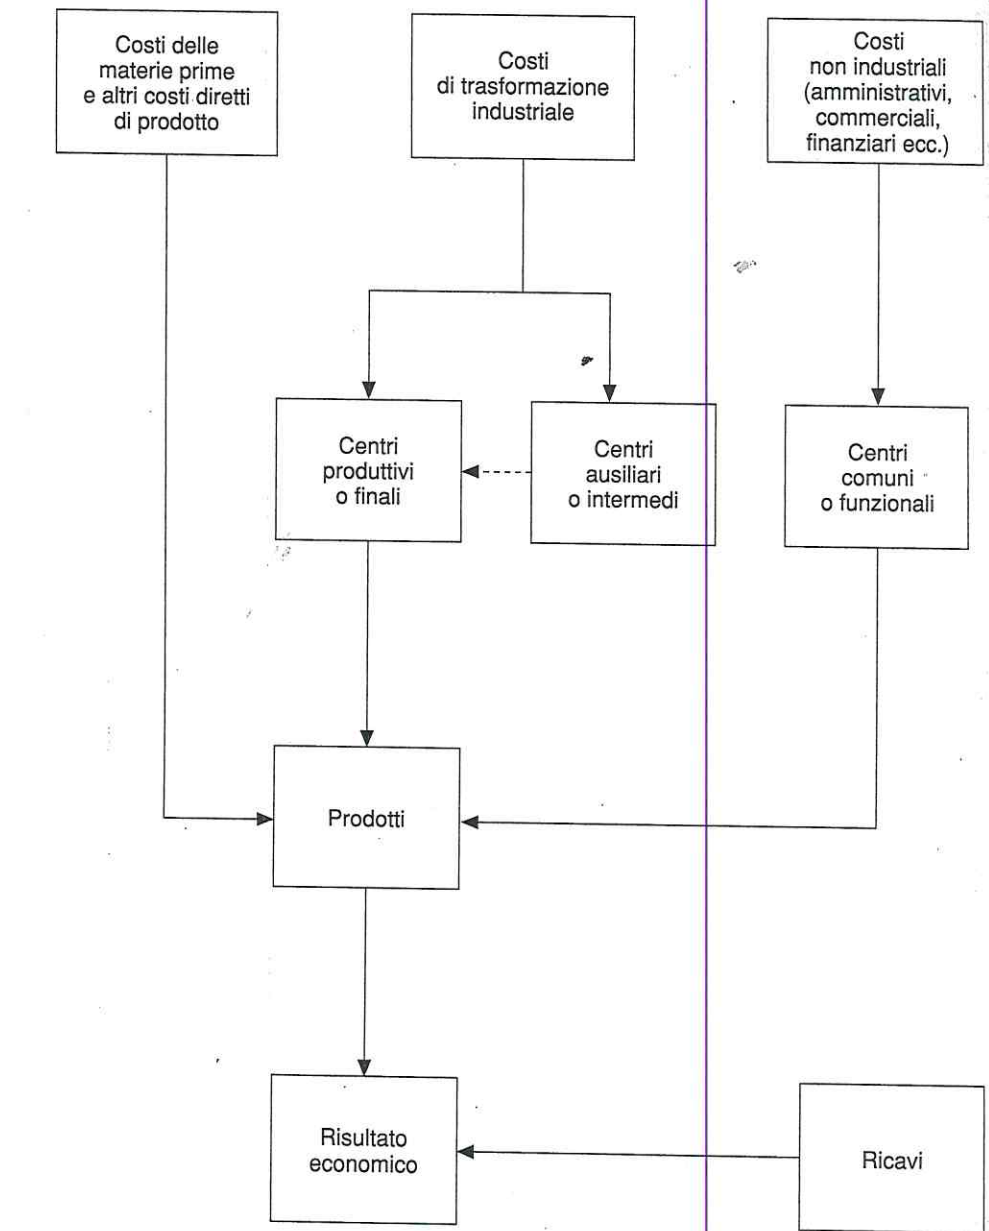 Costi delle
materie prime
e altri costi diretti
di prodotto
Costi
di trasformazione
industriale
Costi
non industriali
(amministrativi,
commerciali,
finanziari ecc.)
Centri
produttivi
o finali
Centri
ausiliari
o intermedi
Centri
comuni
o funzionali
Prodotti
Risultato
economico
Ricavi